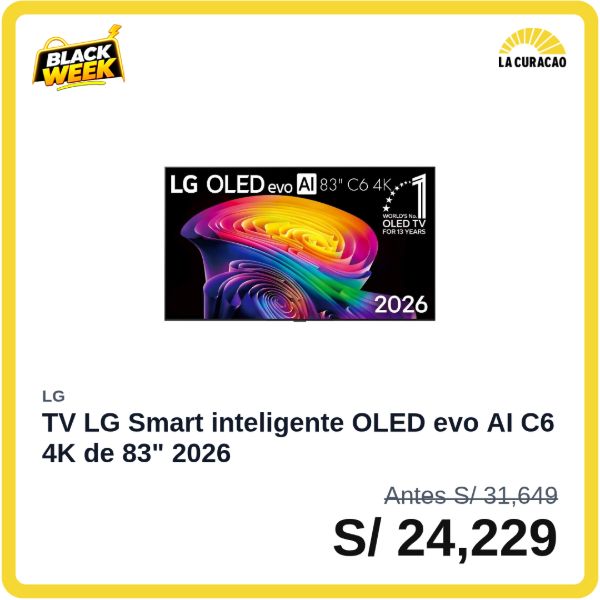 BLACK
WEEK
LA CURACAO
LG OLED evo AI 83" C6 4K
1
WORLD'S No.
OLED TV
FOR 13 YEARS
2026
LG
TV LG Smart inteligente OLED evo AI C6
4K de 83" 2026
Antes S/ 31,649
S/ 24,229